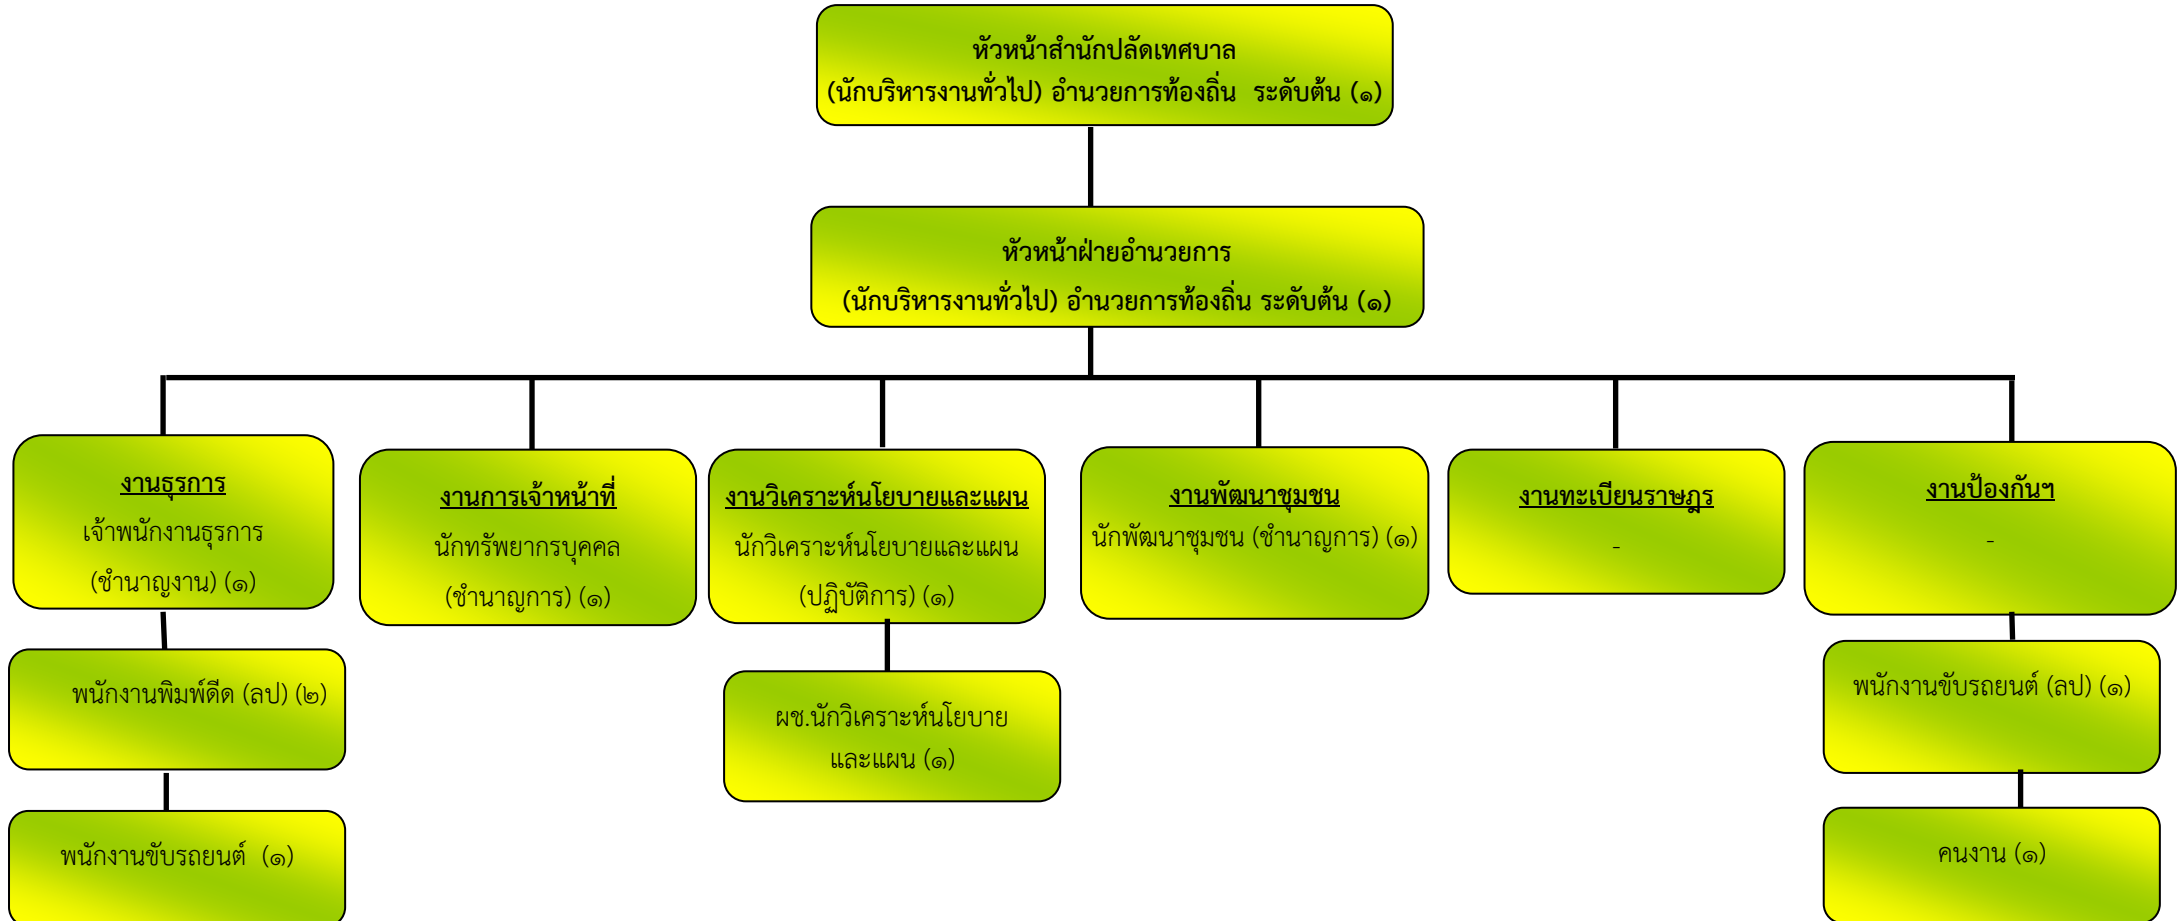 หัวหน้าสำนักปลัดเทศบาล
(นักบริหารงานทั่วไป) อำนวยการท้องถิ่น ระดับต้น (๑)
หัวหน้าฝ่ายอำนวยการ
(นักบริหารงานทั่วไป) อำนวยการท้องถิ่น ระดับต้น (๑)
งานธุรการ
เจ้าพนักงานธุรการ
(ชำนาญงาน) (๑)
งานการเจ้าหน้าที่
นักทรัพยากรบุคคล
(ชำนาญการ) (๑)
งานวิเคราะห์นโยบายและแผน
นักวิเคราะห์นโยบายและแผน
(ปฏิบัติการ) (๑)
งานพัฒนาชุมชน
นักพัฒนาชุมชน (ชำนาญการ) (๑)
งานทะเบียนราษฎร
-
งานป้องกันฯ
-
พนักงานพิมพ์ดีด (ลป) (๒)
ผช.นักวิเคราะห์นโยบาย
และแผน (๑)
พนักงานขับรถยนต์ (ลป) (๑)
พนักงานขับรถยนต์ (๑)
คนงาน (๑)